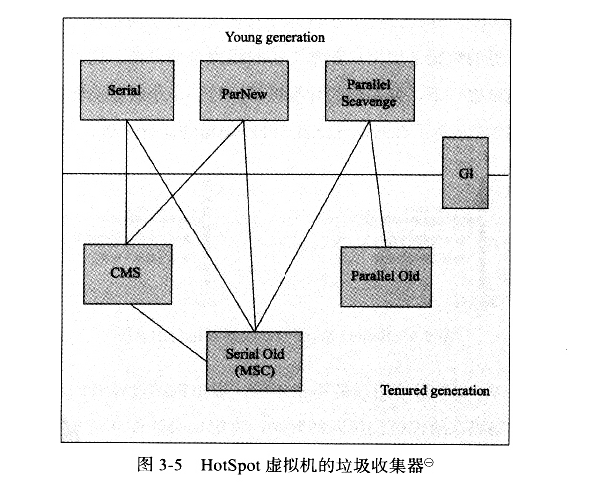 Young generation
Serial
ParNew
Parallel
Scavenge
G1
CMS
Parallel Old
Serial Old
(MSC)
Tenured generation
图 3-5 HotSpot 虚拟机的垃圾收集器㊀